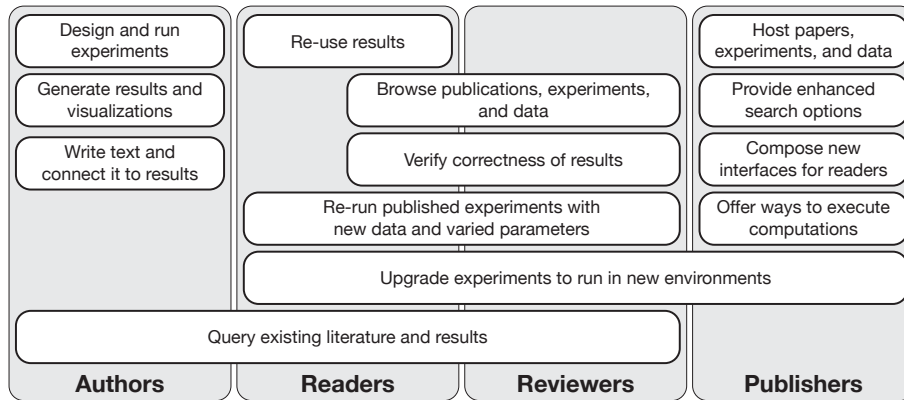 Design and run
experiments
Re-use results
Host papers,
experiments, and data
Generate results and
visualizations
Browse publications, experiments,
and data
Provide enhanced
search options
Write text and
connect it to results
Verify correctness of results
Compose new
interfaces for readers
Re-run published experiments with
new data and varied parameters
Offer ways to execute
computations
Upgrade experiments to run in new environments
Query existing literature and results
Authors
Readers
Reviewers
Publishers